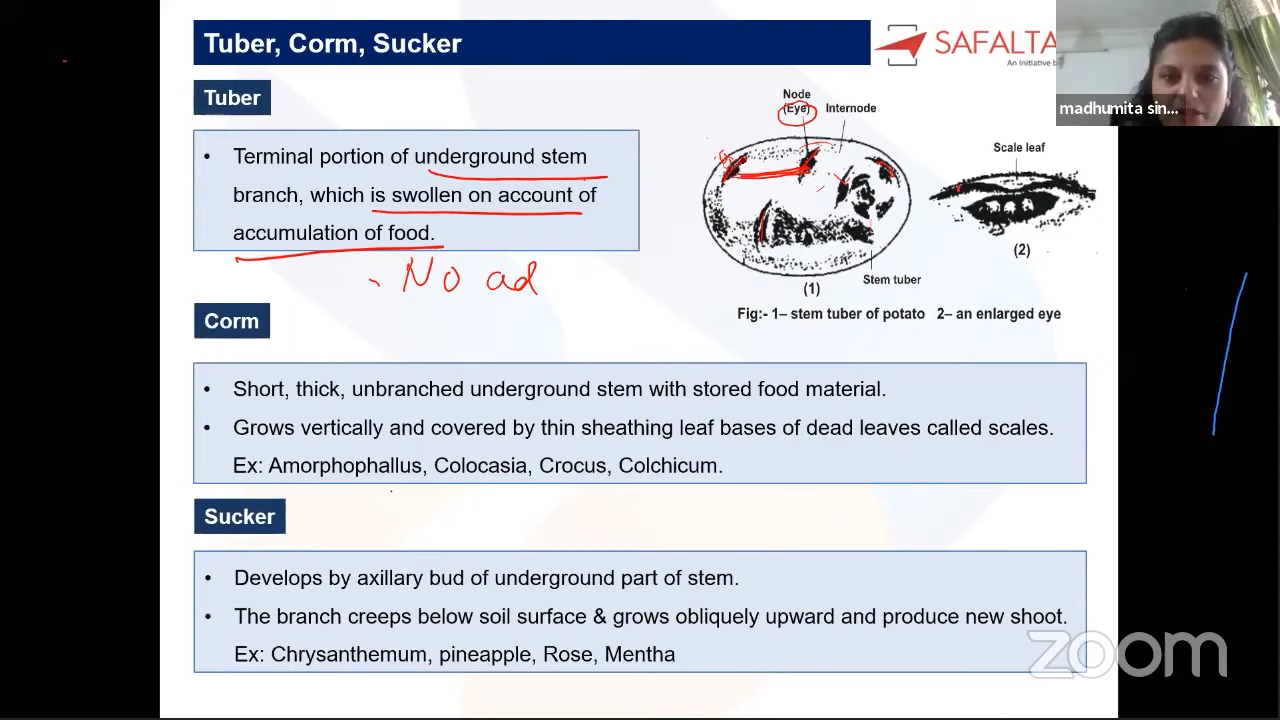 Tuber, Corm, Sucker
SAFALTA
An Initiative b
madhumita sin...
Tuber
• Terminal portion of underground stem
branch, which is swollen on account of
accumulation of food.
No ad
Node
(Eye)
Internode
Scale leaf
Stem tuber
(1)
(2)
Fig:- 1– stem tuber of potato 2– an enlarged eye
Corm
• Short, thick, unbranched underground stem with stored food material.
• Grows vertically and covered by thin sheathing leaf bases of dead leaves called scales.
Ex: Amorphophallus, Colocasia, Crocus, Colchicum.
Sucker
• Develops by axillary bud of underground part of stem.
• The branch creeps below soil surface & grows obliquely upward and produce new shoot.
Ex: Chrysanthemum, pineapple, Rose, Mentha
zoom